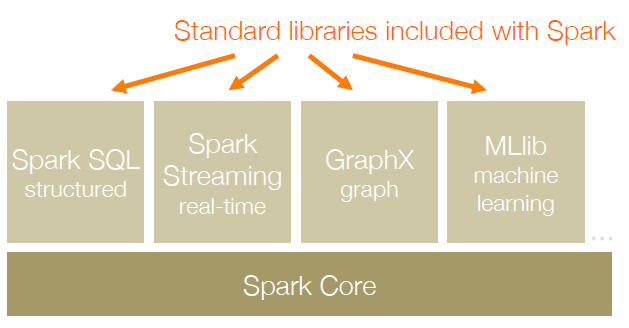 Standard libraries included with Spark
Spark SQL
structured
Spark
Streaming
real-time
GraphX
graph
MLlib
machine
learning
...
Spark Core